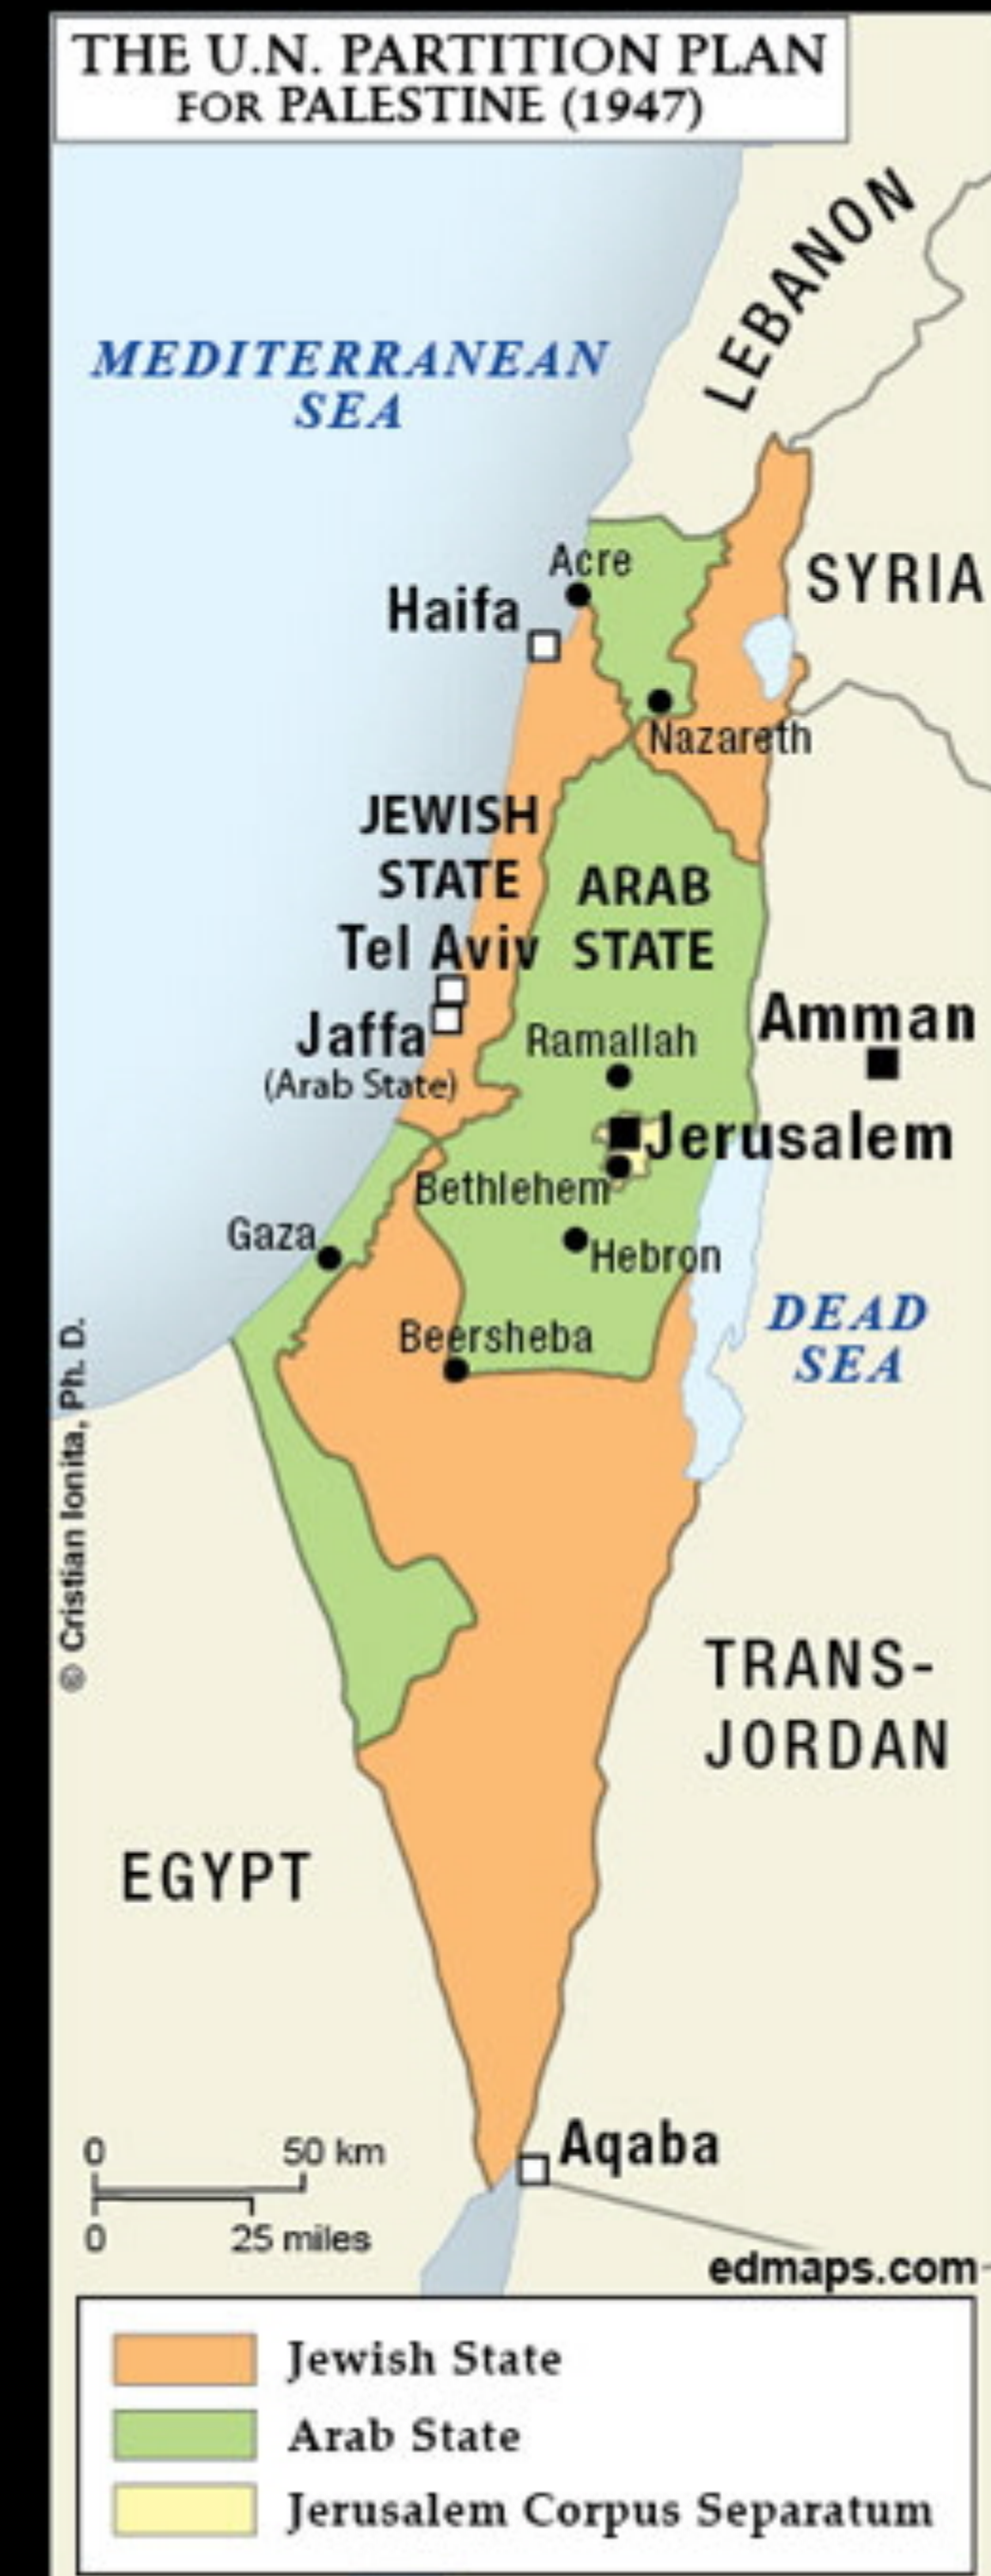 THE U.N. PARTITION PLAN
FOR PALESTINE (1947)
LEBANON
MEDITERRANEAN
SEA
SYRIA
Acre
Haifa
Nazareth
JEWISH
STATE
ARAB
STATE
Tel Aviv
Jaffa
(Arab State)
Ramallah
Amman
Jerusalem
Bethlehem
Gaza
Hebron
DEAD
SEA
Beersheba
© Cristian Ionita, Ph. D.
TRANS-
JORDAN
EGYPT
Aqaba
0 50 km
0 25 miles
edmaps.com
Jewish State
Arab State
Jerusalem Corpus Separatum